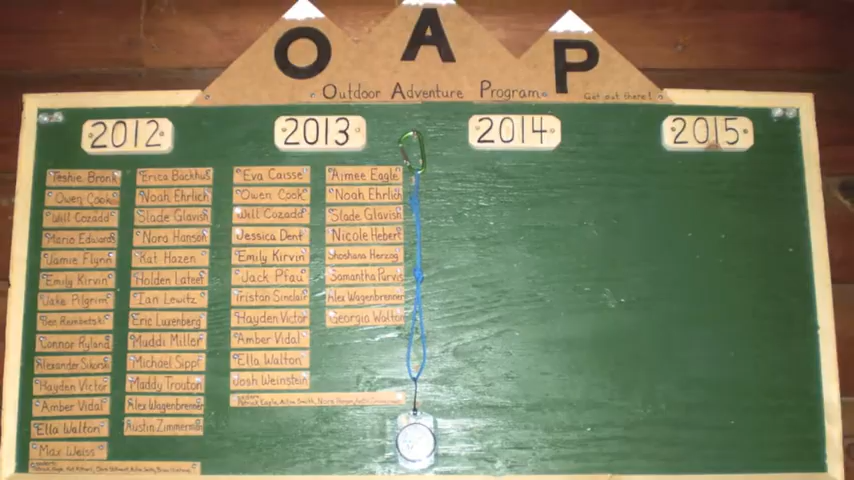 O A P
Outdoor Adventure Program
Get out there!
2012
2013
2014
2015
Teshie Bronk
Owen Cook
Will Cozadd
Mario Edwards
Jamie Flynn
Emily Kirvin
Jake Pilgrim
Connor Ryland
Alexander Sikorski
Hayden Victor
Amber Vidal
Ella Walton
Max Weiss
Erica Backhus
Noah Ehrlich
Slade Glavish
Nora Hanson
Kat Hazen
Holden Lateet
Ian Lewitz
Eric Luxenberg
Muddi Miller
Michael Sippl
Maddy Trouton
Alex Wagenbrenner
Austin Zimmerman
Eva Caisse
Owen Cook
Will Cozadd
Jessica Dent
Emily Kirvin
Jack Pfau
Tristan Sinclair
Hayden Victor
Amber Vidal
Ella Walton
Josh Weinstein
Aimee Eagle
Noah Ehrlich
Slade Glavish
Nicole Hebert
Shoshana Herzog
Samantha Purvis
Alex Wagenbrenner
Georgia Walton